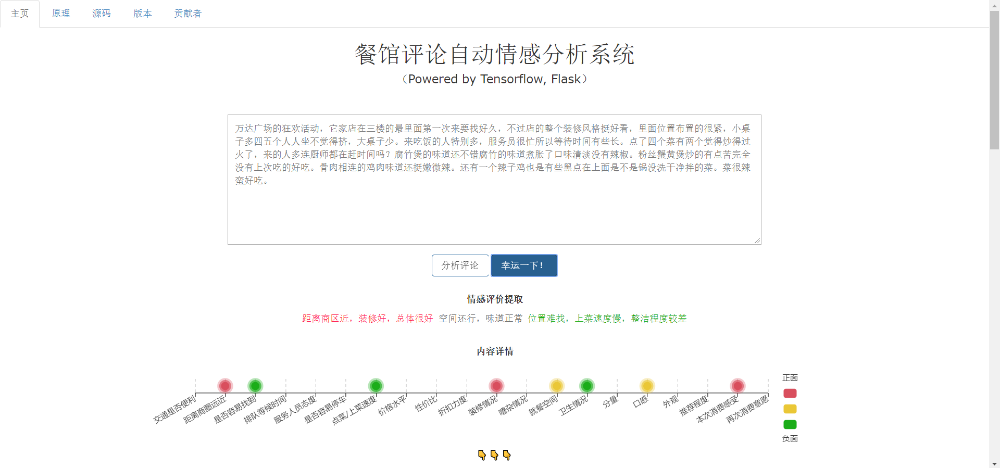 主页 原理 源码 版本 贡献者
餐馆评论自动情感分析系统
（Powered by Tensorflow, Flask）
万达广场的狂欢活动，它家店在三楼的最里面第一次来要找好久，不过店的整个装修风格挺好看，里面位置布置的很紧，小桌
子多四五个人人坐不觉得挤，大桌子少。来吃饭的人特别多，服务员很忙所以等待时间有些长。点了四个菜有两个觉得炒得过
火了，来的人多连厨师都在赶时间吗？腐竹煲的味道还不错腐竹的味道煮胀了口味清淡没有辣椒。粉丝蟹黄煲炒的有点苦完全
没有上次吃的好吃。骨肉相连的鸡肉味道还挺嫩微辣。还有一个辣子鸡也是有些黑点在上面是不是锅没洗干净拌的菜。菜很辣
蛮好吃。
分析评论 幸运一下！
情感评价提取
距离商区近，装修好，总体很好 空间还行，味道正常 位置难找，上菜速度慢，整洁程度较差
内容详情
正面
交通是否便利 距离商圈远近 是否容易找到 排队等候时间 服务人员态度 是否容易停车 点菜/上菜速度 价格水平 性价比 折扣力度 装修情况 嘈杂情况 就餐空间 卫生情况 分量 口感 外观 推荐程度 本次消费感受 再次消费意愿
负面